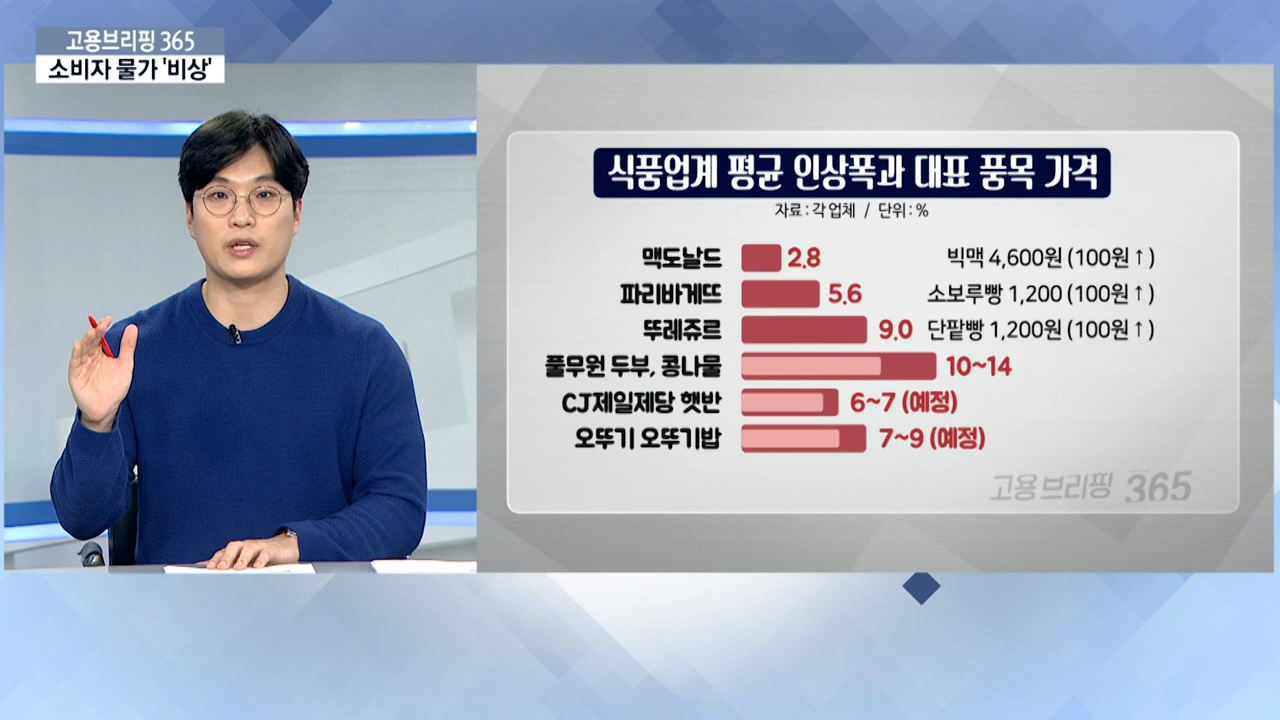 고용브리핑 365
소비자 물가 '비상'
식품업계 평균 인상폭과 대표 품목 가격
자료 : 각 업체 / 단위 : %
맥도날드 2.8 빅맥 4,600원 (100원↑)
파리바게뜨 5.6 소보루빵 1,200 (100원↑)
뚜레쥬르 9.0 단팥빵 1,200원 (100원↑)
풀무원 두부, 콩나물 10~14
CJ제일제당 햇반 6~7 (예정)
오뚜기 오뚜기밥 7~9 (예정)
고용브리핑 365